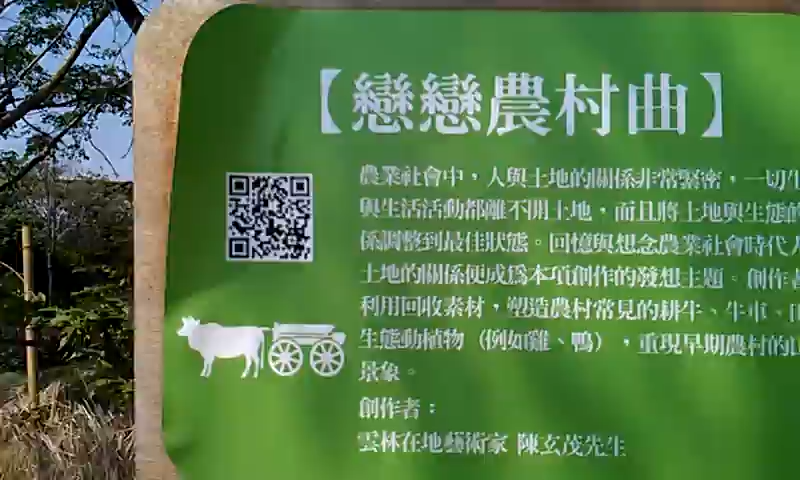 【戀戀農村曲】
農業社會中，人與土地的關係非常緊密，一切生
與生活活動都離不開土地，而且將土地與生態的
係調整到最佳狀態。回憶與想念農業社會時代人
土地的關係便成為本項創作的發想主題。創作者
利用回收素材，塑造農村常見的耕牛、牛車、
生態動植物（例如雞、鴨），重現早期農村的
景象。
創作者：
雲林在地藝術家 陳玄茂先生